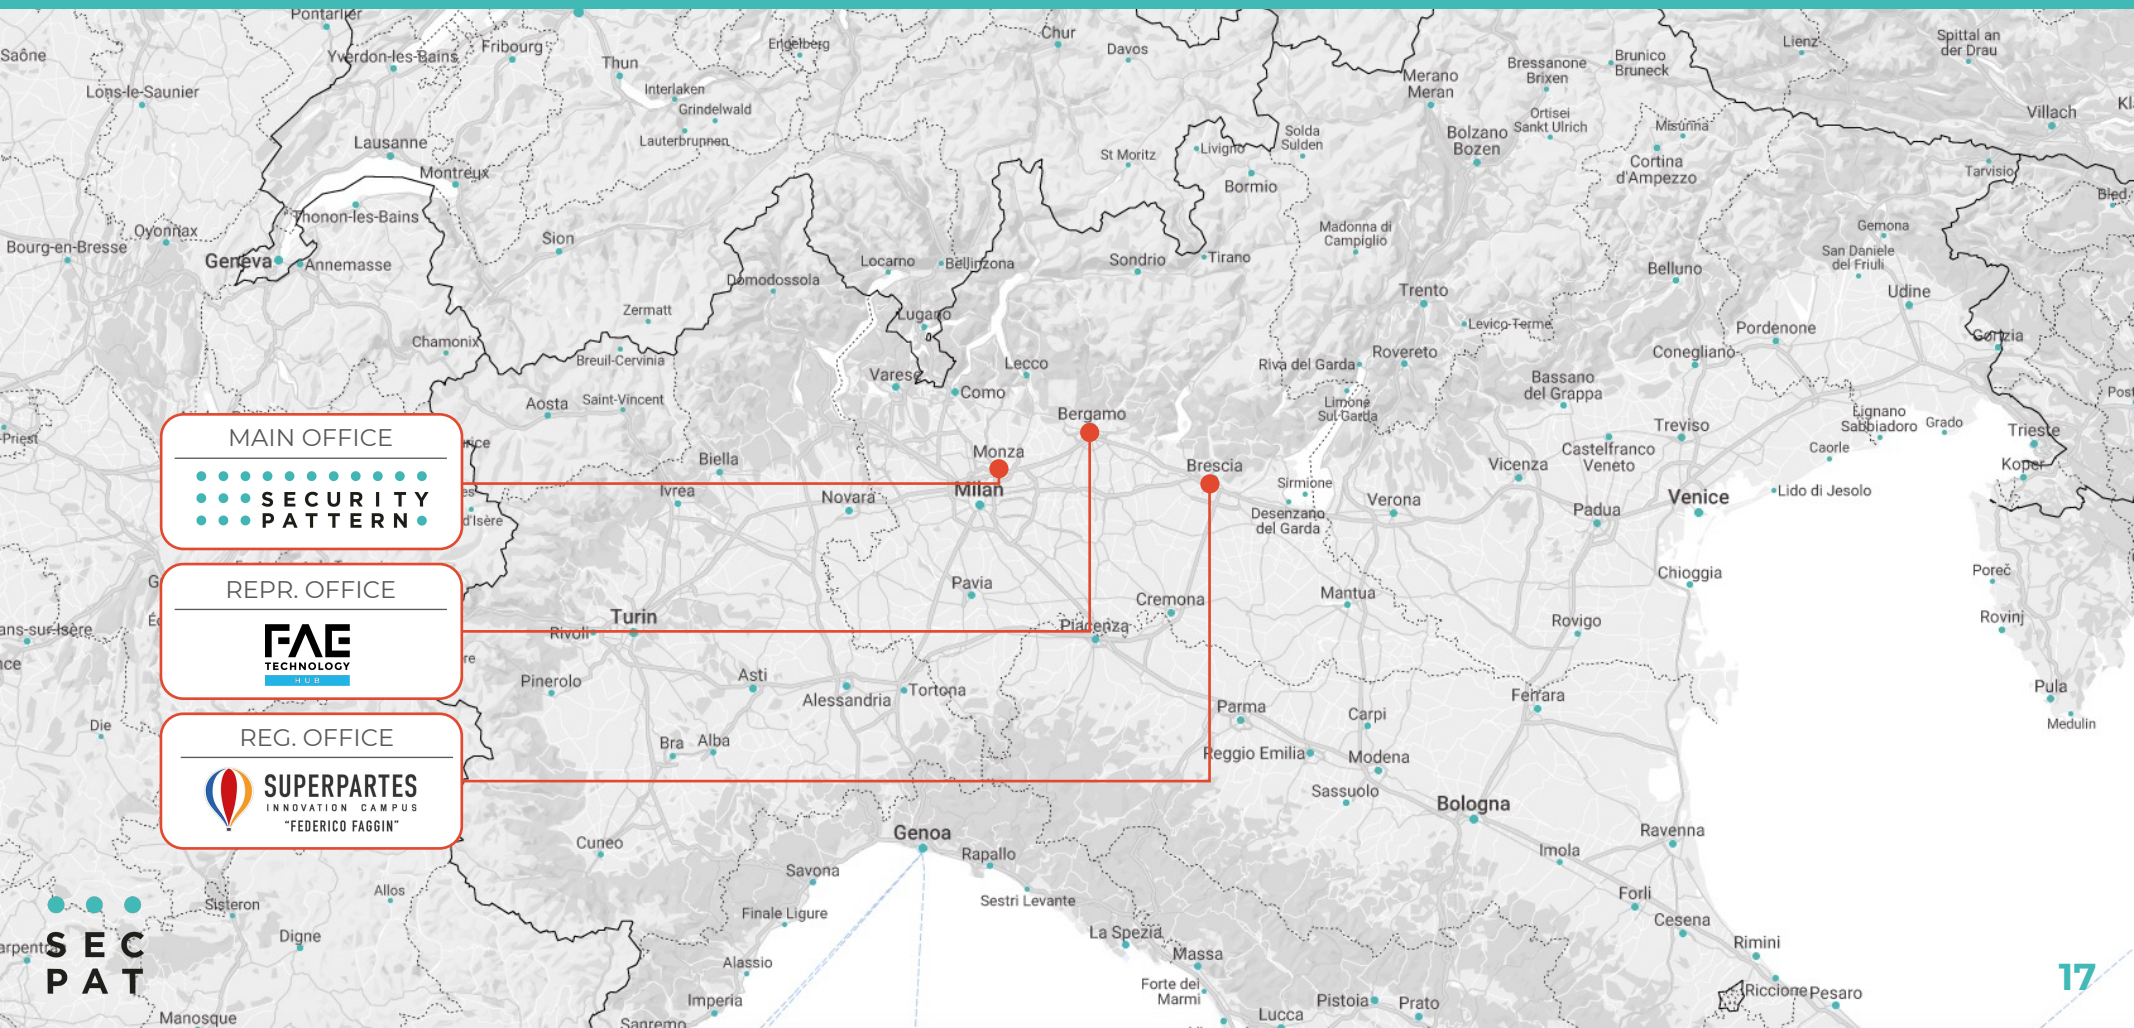 Pontarlier
Saône
Yverdon-les-Bains
Fribourg
Thun
Engelberg
Chur
Davos
Merano
Meran
Bressanone
Brixen
Brunico
Bruneck
Lienz
Spittal an
der Drau
Lons-le-Saunier
Interlaken
Grindelwald
Lauterbrunnen
Ortisei
Sankt Ulrich
Villach
Lausanne
Montreux
St Moritz
Livigno
Solda
Sulden
Bolzano
Bozen
Misurina
Cortina
d'Ampezzo
Tarvisio
Bormio
Bled
Thonon-les-Bains
Oyonnax
Bourg-en-Bresse
Geneva
Annemasse
Sion
Locarno
Bellinzona
Sondrio
Tirano
Madonna di
Campiglio
Gemona
San Daniele
del Friuli
Belluno
Domodossola
Trento
Udine
Zermatt
Lugano
Levico Terme
Pordenone
Gorizia
Chamonix
Breuil-Cervinia
Lecco
Riva del Garda
Rovereto
Conegliano
Varese
Como
Aosta
Saint-Vincent
Limone
Sul Garda
Bassano
del Grappa
Bergamo
Treviso
Lignano
Sabbiadoro
Grado
Trieste
-Priest
MAIN OFFICE
SECURITY
PATTERN
Biella
Monza
Brescia
Castelfranco
Veneto
Caorle
Koper
Ivrea
Novara
Milan
Sirmione
Verona
Vicenza
Venice
Lido di Jesolo
d'Isère
Desenzano
del Garda
Padua
REPR. OFFICE
FAE
TECHNOLOGY
HUB
Pavia
Cremona
Mantua
Chioggia
Poreč
Turin
Rivoli
Piacenza
Rovigo
Rovinj
Pinerolo
Asti
Alessandria
Tortona
Ferrara
Pula
Medulin
Die
REG. OFFICE
SUPERPARTES
INNOVATION CAMPUS
"FEDERICO FAGGIN"
Bra
Alba
Parma
Carpi
Reggio Emilia
Modena
Sassuolo
Bologna
Cuneo
Genoa
Rapallo
Ravenna
Imola
Savona
Allos
Sisteron
Finale Ligure
Sestri Levante
Forlì
Cesena
Digne
La Spezia
Massa
Rimini
SEC
PAT
Alassio
Forte dei
Marmi
Imperia
Pistoia
Prato
Riccione
Pesaro
17
Manosque
Sanremo
Lucca